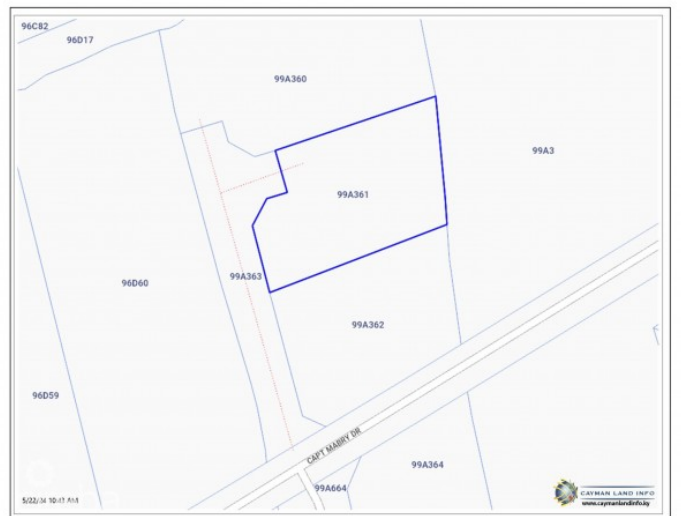 96C82
96D17
99A360
99A3
99A361
99A363
96D60
99A362
96D59
CAPT MABRY DR
99A364
99A664
5/22/24 10:41 AM
CAYMAN LAND INFO
www.caymanlandinfo.ky